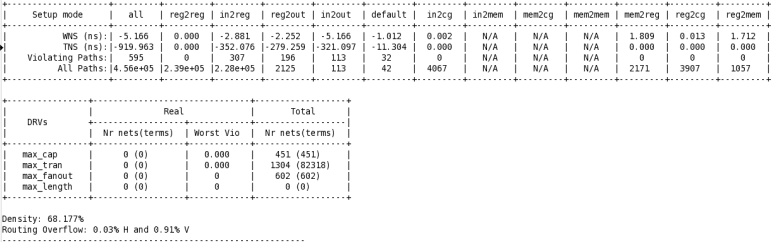 +--------------------+---------+---------+---------+---------+---------+---------+---------+---------+---------+---------+---------+---------+---------+
|     Setup mode     |   all   | reg2reg | in2reg  | reg2out | in2out  | default |  in2cg  | in2mem  | mem2cg  | mem2mem | mem2reg | reg2cg  | reg2mem |
+--------------------+---------+---------+---------+---------+---------+---------+---------+---------+---------+---------+---------+---------+---------+
|           WNS (ns):| -5.166  |  0.000  | -2.881  | -2.252  | -5.166  | -1.012  |  0.002  |   N/A   |   N/A   |   N/A   |  1.809  |  0.013  |  1.712  |
|           TNS (ns):|-919.963 |  0.000  |-352.076 |-279.259 |-321.097 | -11.304 |  0.000  |   N/A   |   N/A   |   N/A   |  0.000  |  0.000  |  0.000  |
|    Violating Paths:|   595   |    0    |   307   |   196   |   113   |   32    |    0    |   N/A   |   N/A   |   N/A   |    0    |    0    |    0    |
|          All Paths:|4.56e+05 |2.39e+05 |2.28e+05 |  2125   |   113   |   42    |  4067   |   N/A   |   N/A   |   N/A   |  2171   |  3907   |  1057   |
+--------------------+---------+---------+---------+---------+---------+---------+---------+---------+---------+---------+---------+---------+---------+
+----------------+-------------------------------+------------------+
|                |              Real             |       Total      |
|    DRVs        +------------------+------------+------------------|
|                |  Nr nets(terms)  | Worst Vio  |  Nr nets(terms)  |
+----------------+------------------+------------+------------------+
|   max_cap      |      0 (0)       |   0.000    |    451 (451)     |
|   max_tran     |      0 (0)       |   0.000    |   1304 (82318)   |
|   max_fanout   |      0 (0)       |     0      |    602 (602)     |
|   max_length   |      0 (0)       |     0      |      0 (0)       |
+----------------+------------------+------------+------------------+
Density: 68.177%
Routing Overflow: 0.03% H and 0.91% V
------------------------------------------------------------